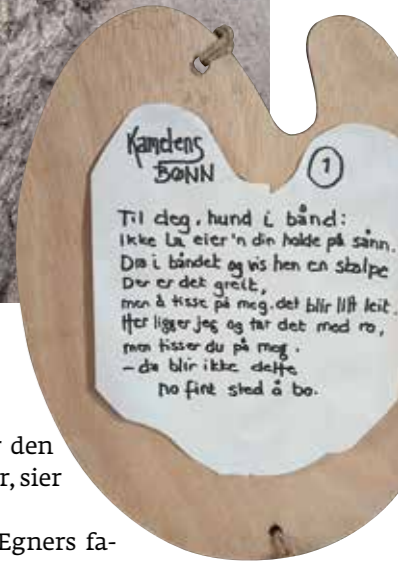 Kamelens
BØNN
1
Til deg, hund i bånd:
Ikke la eier'n din holde på sånn.
Dra i båndet og vis hen en stolpe
Der er det greit,
men å tisse på meg. det blir litt leit.
Her ligger jeg og tar det med ro,
men tisser du på meg.
- da blir ikke dette
no fint sted å bo.
den
r, sier
Egners fa-